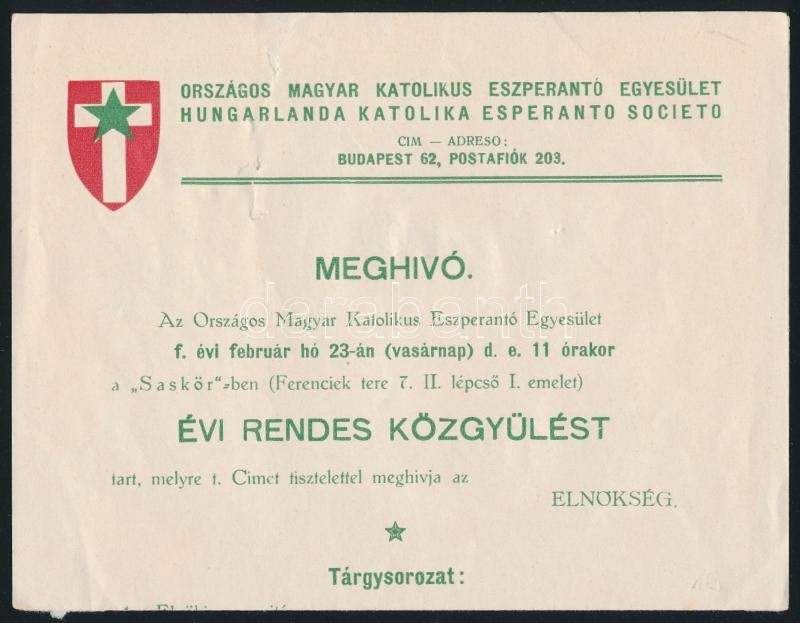 ORSZÁGOS MAGYAR KATOLIKUS ESZPERANTÓ EGYESÜLET
HUNGARLANDA KATOLIKA ESPERANTO SOCIETO
CIM — ADRESO:
BUDAPEST 62, POSTAFIÓK 203.
MEGHIVÓ.
darabanth
Az Országos Magyar Katolikus Eszperantó Egyesület
f. évi február hó 23-án (vasárnap) d. e. 11 órakor
a „Saskör"-ben (Ferenciek tere 7. II. lépcső I. emelet)
ÉVI RENDES KÖZGYÜLÉST
tart, melyre t. Cimet tisztelettel meghivja az
ELNÖKSÉG.
Tárgysorozat: